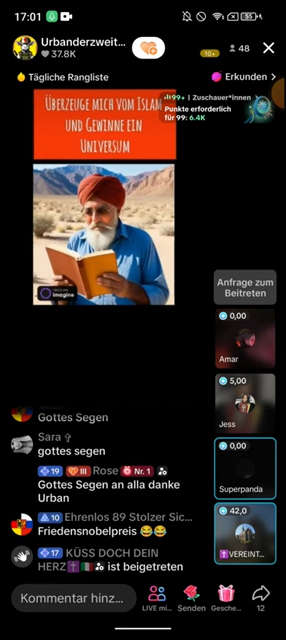 17:01
55
Urbanderzweit...
37.8K
10+
48
Tägliche Rangliste
Erkunden >
ÜBERZEUGE MICH VOM ISLAM
UND GEWINNE EIN
UNIVERSUM
99+ | Zuschauer*innen
Punkte erforderlich
für 99: 6.4K
imagine
Anfrage zum
Beitreten
0,00
Amar
5,00
Jess
0,00
Superpanda
42,0
✝️VEREINT...
Gottes Segen
Sara ✞
gottes segen
19 III Rose Nr. 1
Gottes Segen an alla danke
Urban
10 Ehrenlos 89 Stolzer Sic...
Friedensnobelpreis 😂😂
17 KÜSS DOCH DEIN
HERZ✝️🇮🇹 ist beigetreten
Kommentar hinz...
LIVE mi...
Senden
Gesche...
12